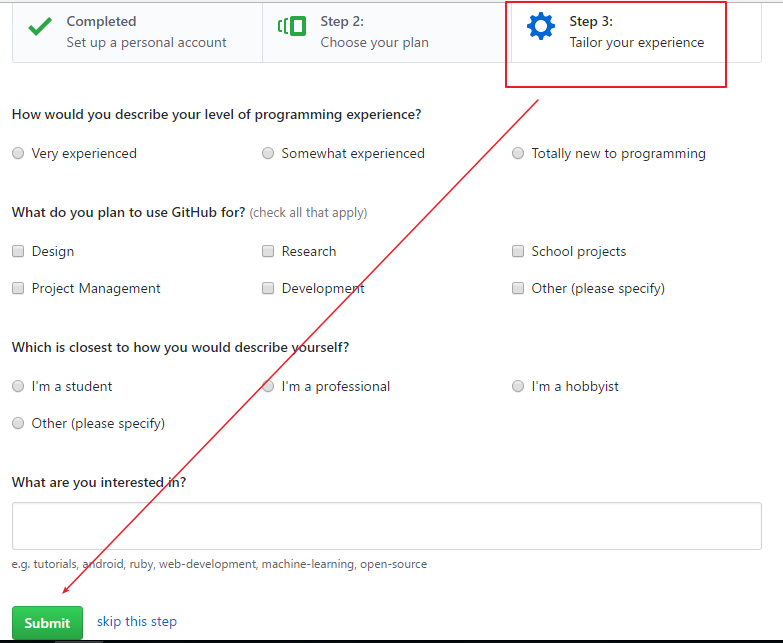 Completed
Set up a personal account
Step 2:
Choose your plan
Step 3:
Tailor your experience
How would you describe your level of programming experience?
Very experienced
Somewhat experienced
Totally new to programming
What do you plan to use GitHub for? (check all that apply)
Design
Research
School projects
Project Management
Development
Other (please specify)
Which is closest to how you would describe yourself?
I'm a student
I'm a professional
I'm a hobbyist
Other (please specify)
What are you interested in?
e.g. tutorials, android, ruby, web-development, machine-learning, open-source
Submit
skip this step